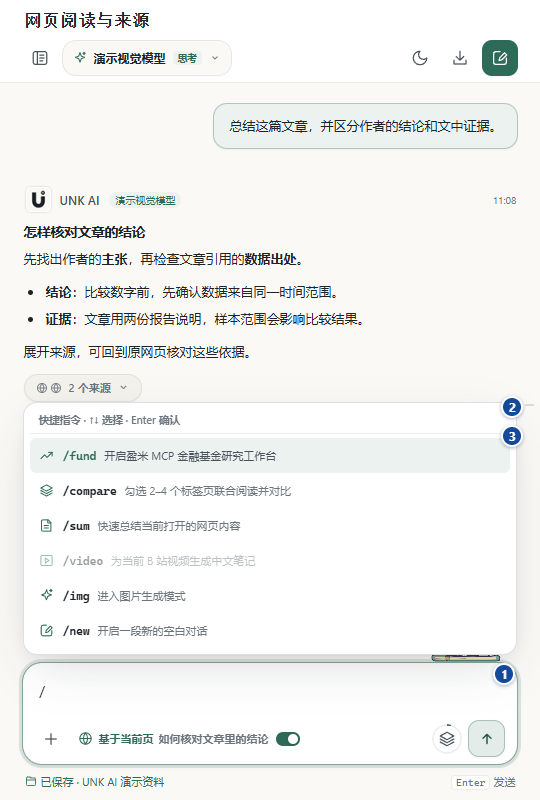 网页阅读与来源
演示视觉模型 思考
总结这篇文章，并区分作者的结论和文中证据。
UNK AI 演示视觉模型 11:08
怎样核对文章的结论
先找出作者的主张，再检查文章引用的数据出处。
• 结论：比较数字前，先确认数据来自同一时间范围。
• 证据：文章用两份报告说明，样本范围会影响比较结果。
展开来源，可回到原网页核对这些依据。
2 个来源
2
快捷指令 · ↑↓ 选择 · Enter 确认
3
/fund 开启盈米 MCP 金融基金研究工作台
/compare 勾选 2–4 个标签页联合阅读并对比
/sum 快速总结当前打开的网页内容
/video 为当前 B 站视频生成中文笔记
/img 进入图片生成模式
/new 开启一段新的空白对话
1
/
基于当前页 如何核对文章里的结论
已保存 · UNK AI 演示资料 Enter 发送